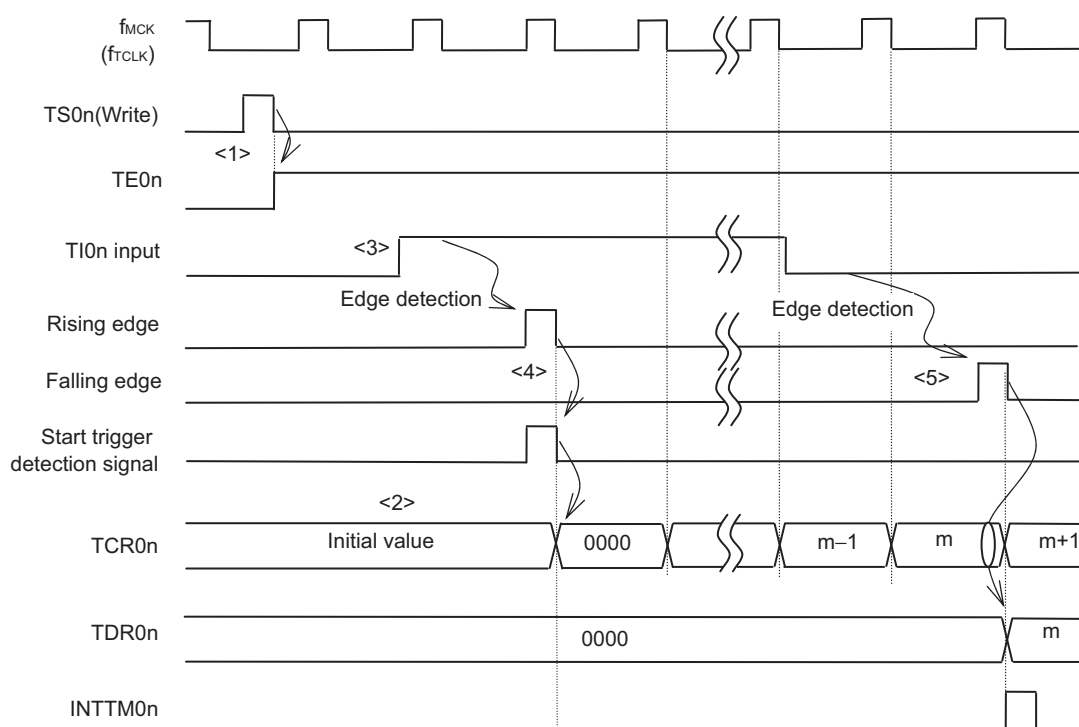 fMCK
(fTCLK)
TS0n(Write)
<1>
TE0n
TI0n input
<3>
Edge detection
Edge detection
Rising edge
<4>
Falling edge
<5>
Start trigger
detection signal
<2>
TCR0n
Initial value
0000
m–1
m
m+1
TDR0n
0000
m
INTTM0n